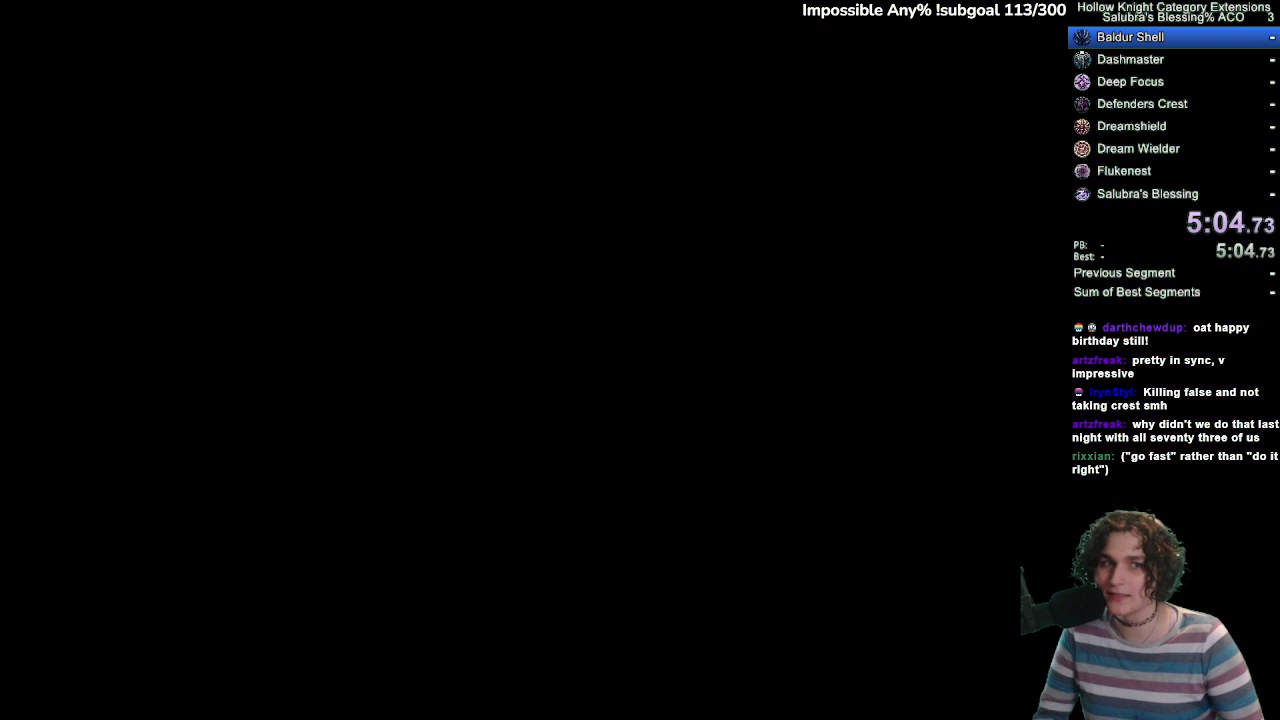 Impossible Any% !subgoal 113/300
Hollow Knight Category Extensions
Salubra's Blessing% ACO 3
Baldur Shell -
Dashmaster -
Deep Focus -
Defenders Crest -
Dreamshield -
Dream Wielder -
Flukenest -
Salubra's Blessing -
5:04.73
PB: -
Best: -
5:04.73
Previous Segment -
Sum of Best Segments -
darthchewdup: oat happy
birthday still!
artzfreak: pretty in sync, v
impressive
Killing false and not
taking crest smh
artzfreak: why didn't we do that last
night with all seventy three of us
rixxian: ("go fast" rather than "do it
right")